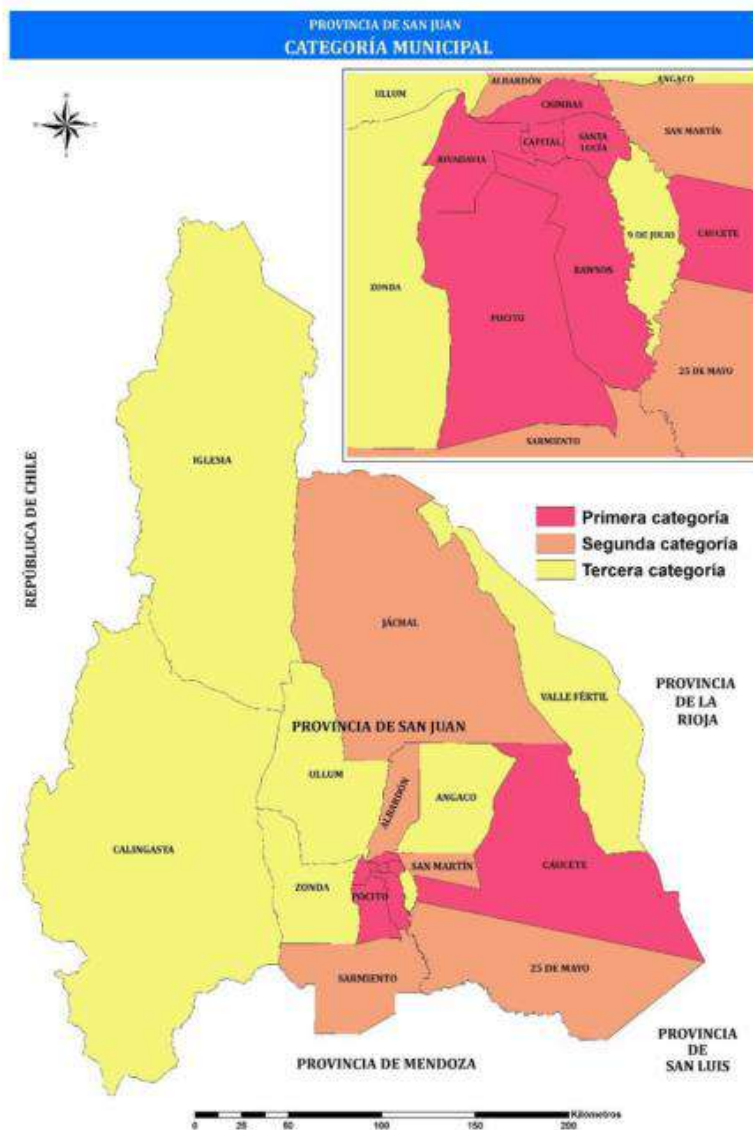 PROVINCIA DE SAN JUAN
CATEGORÍA MUNICIPAL
ULLUM
ALBARDÓN
ANGACO
CHIMBAS
SAN MARTÍN
CAPITAL
SANTA
LUCÍA
RIVADAVIA
9 DE JULIO
CAUCETE
RAWSON
ZONDA
POCITO
25 DE MAYO
SARMIENTO
IGLESIA
REPÚBLUCA DE CHILE
Primera categoría
Segunda categoría
Tercera categoría
JÁCHAL
VALLE FÉRTIL
PROVINCIA
DE LA
RIOJA
PROVINCIA DE SAN JUAN
ULLUM
ALBARDÓN
ANGACO
CALINGASTA
SAN MARTÍN
CAUCETE
ZONDA
POCITO
25 DE MAYO
SARMIENTO
PROVINCIA
DE
SAN LUIS
PROVINCIA DE MENDOZA
Kilometros
0 25 50 100 150 200